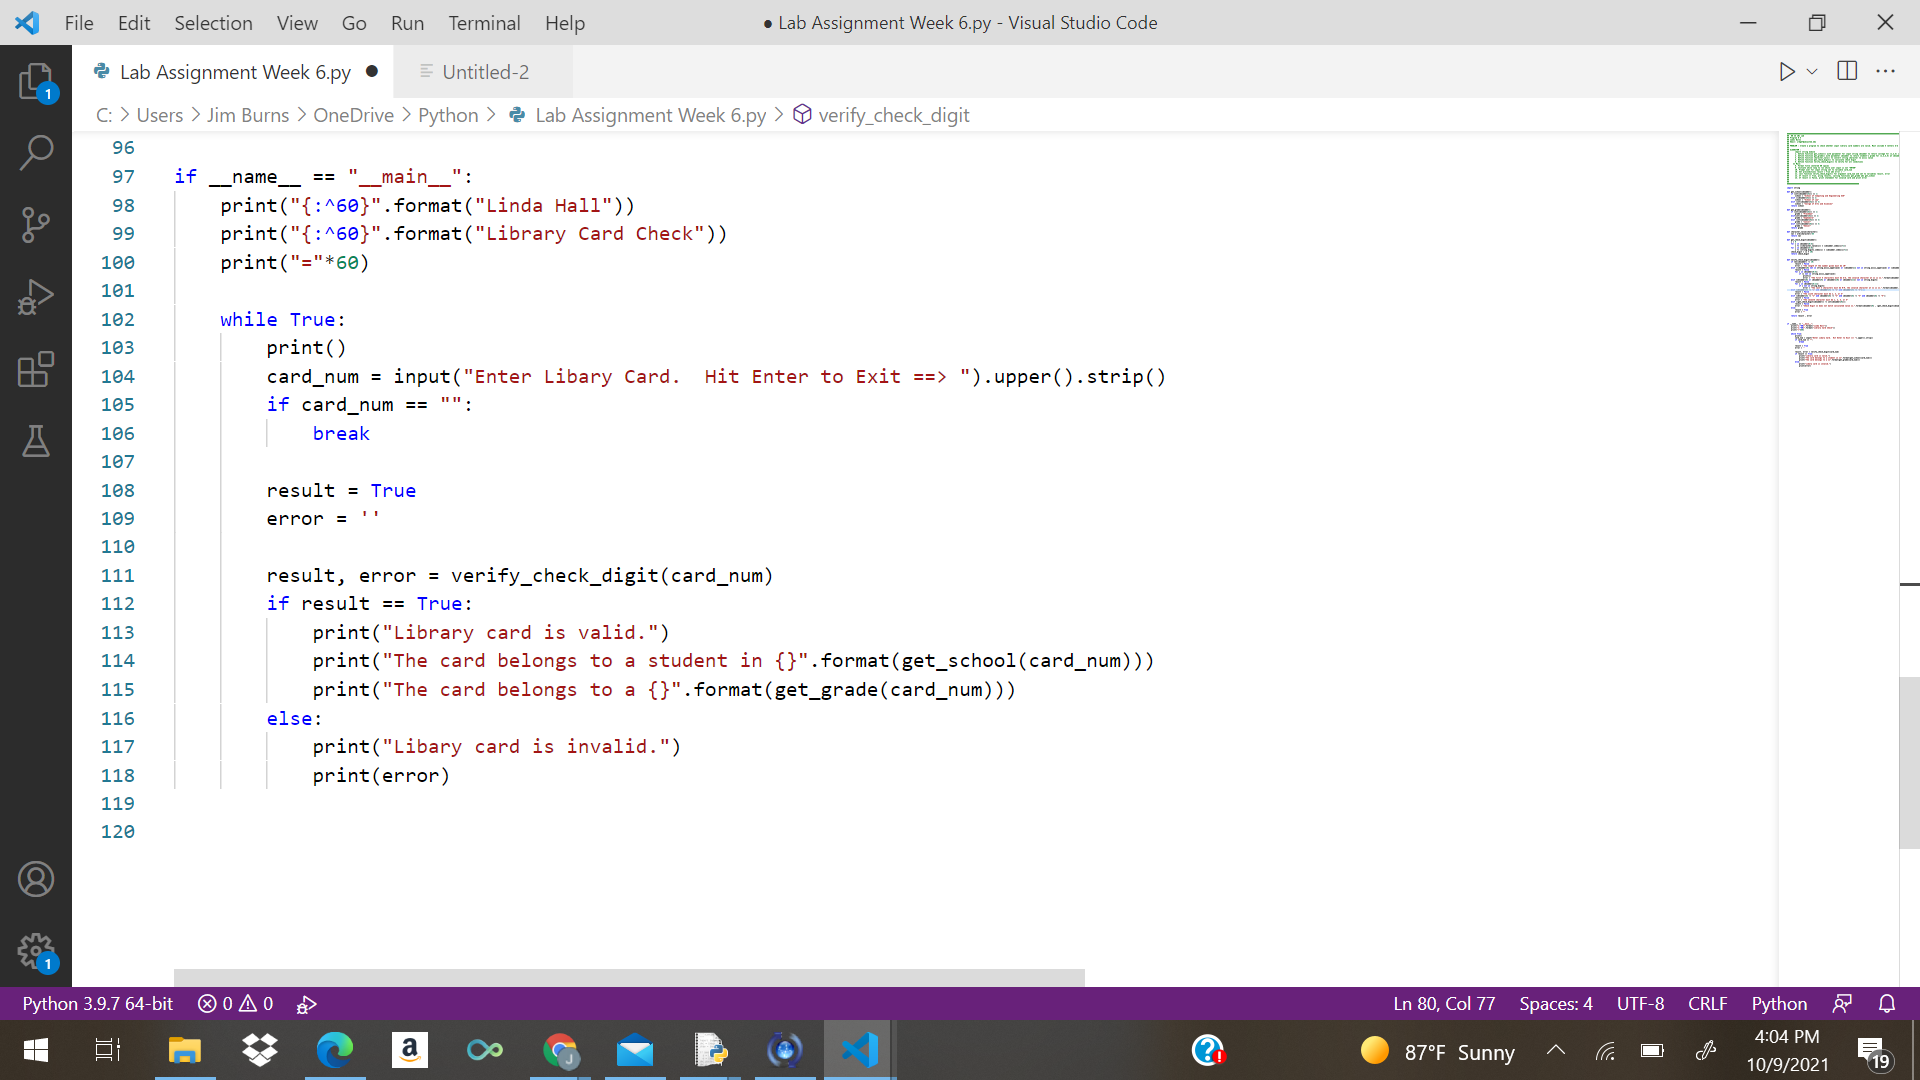 File Edit Selection View Go Run Terminal Help ● Lab Assignment Week 6.py - Visual Studio Code
Lab Assignment Week 6.py ● Untitled-2
C: > Users > Jim Burns > OneDrive > Python > Lab Assignment Week 6.py > verify_check_digit
96
97 if __name__ == "__main__":
98     print("{:^60}".format("Linda Hall"))
99     print("{:^60}".format("Library Card Check"))
100     print("="*60)
101
102     while True:
103         print()
104         card_num = input("Enter Libary Card.  Hit Enter to Exit ==> ").upper().strip()
105         if card_num == "":
106             break
107
108         result = True
109         error = ''
110
111         result, error = verify_check_digit(card_num)
112         if result == True:
113             print("Library card is valid.")
114             print("The card belongs to a student in {}".format(get_school(card_num)))
115             print("The card belongs to a {}".format(get_grade(card_num)))
116         else:
117             print("Libary card is invalid.")
118             print(error)
119
120
1
1
Python 3.9.7 64-bit 0 0 Ln 80, Col 77 Spaces: 4 UTF-8 CRLF Python
a J 87°F Sunny 4:04 PM
10/9/2021 19